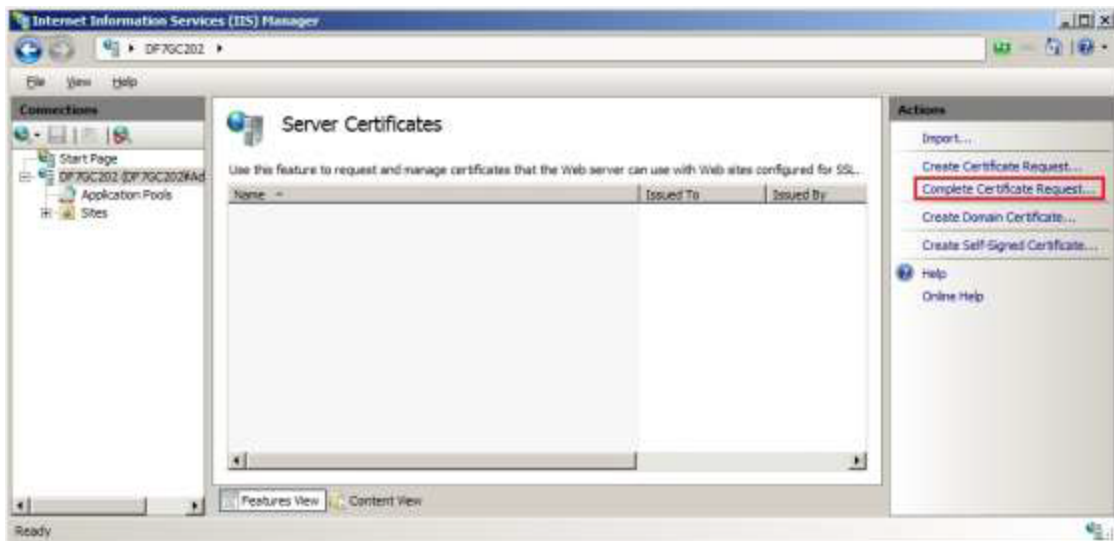 Internet Information Services (IIS) Manager
DF7GC202
File View Help
Connections
Start Page
DF7GC202 (DF7GC202\Ad
Application Pools
Sites
Server Certificates
Use this feature to request and manage certificates that the Web server can use with Web sites configured for SSL.
Name Issued To Issued By
Features View Content View
Actions
Import...
Create Certificate Request...
Complete Certificate Request...
Create Domain Certificate...
Create Self-Signed Certificate...
Help
Online Help
Ready